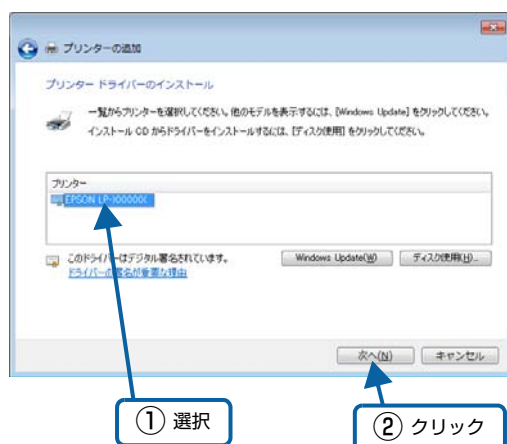 プリンターの追加
プリンター ドライバーのインストール
一覧からプリンターを選択してください。他のモデルを表示するには、[Windows Update] をクリックしてください。
インストール CD からドライバーをインストールするには、[ディスク使用] をクリックしてください。
プリンター
EPSON
このドライバーはデジタル署名されています。
ドライバーの署名が重要な理由
Windows Update(W)
ディスク使用(H)...
次へ(N)
キャンセル
① 選択
② クリック